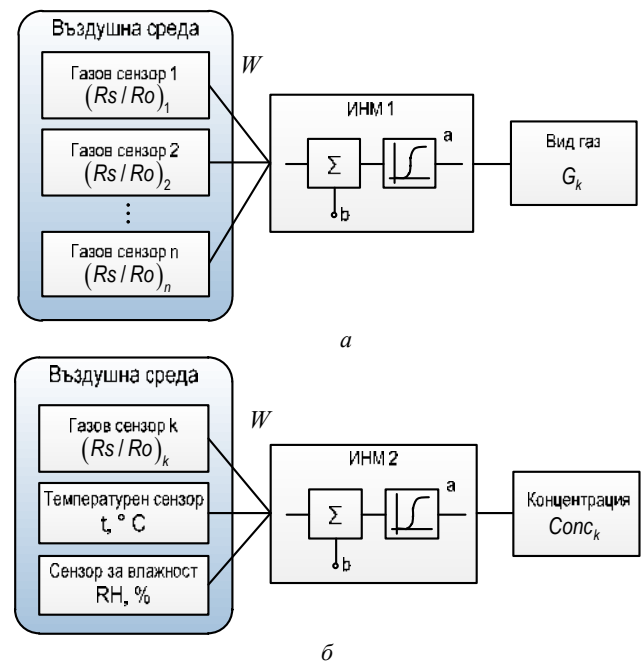 Въздушна среда
Газов сензор 1
(Rs / Ro)₁
Газов сензор 2
(Rs / Ro)₂
⋮
Газов сензор n
(Rs / Ro)ₙ
W
ИНМ 1
Σ
b
a
Вид газ
Gₖ
а
Въздушна среда
Газов сензор k
(Rs / Ro)ₖ
Температурен сензор
t, ° C
Сензор за влажност
RH, %
W
ИНМ 2
Σ
b
a
Концентрация
Concₖ
б